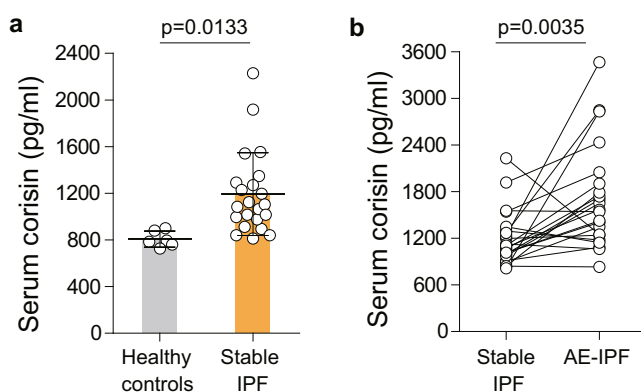 a
p=0.0133
Serum corisin (pg/ml)
2400
2000
1600
1200
800
400
0
Healthy
controls
Stable
IPF
b
p=0.0035
Serum corisin (pg/ml)
3600
3000
2400
1800
1200
600
0
Stable
IPF
AE-IPF